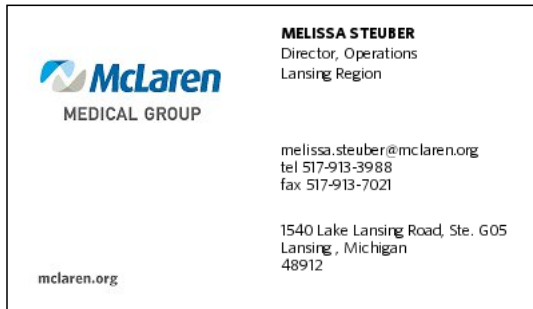 McLaren
MEDICAL GROUP
mclaren.org
MELISSA STEUBER
Director, Operations
Lansing Region
melissa.steuber@mclaren.org
tel 517-913-3988
fax 517-913-7021
1540 Lake Lansing Road, Ste. G05
Lansing , Michigan
48912